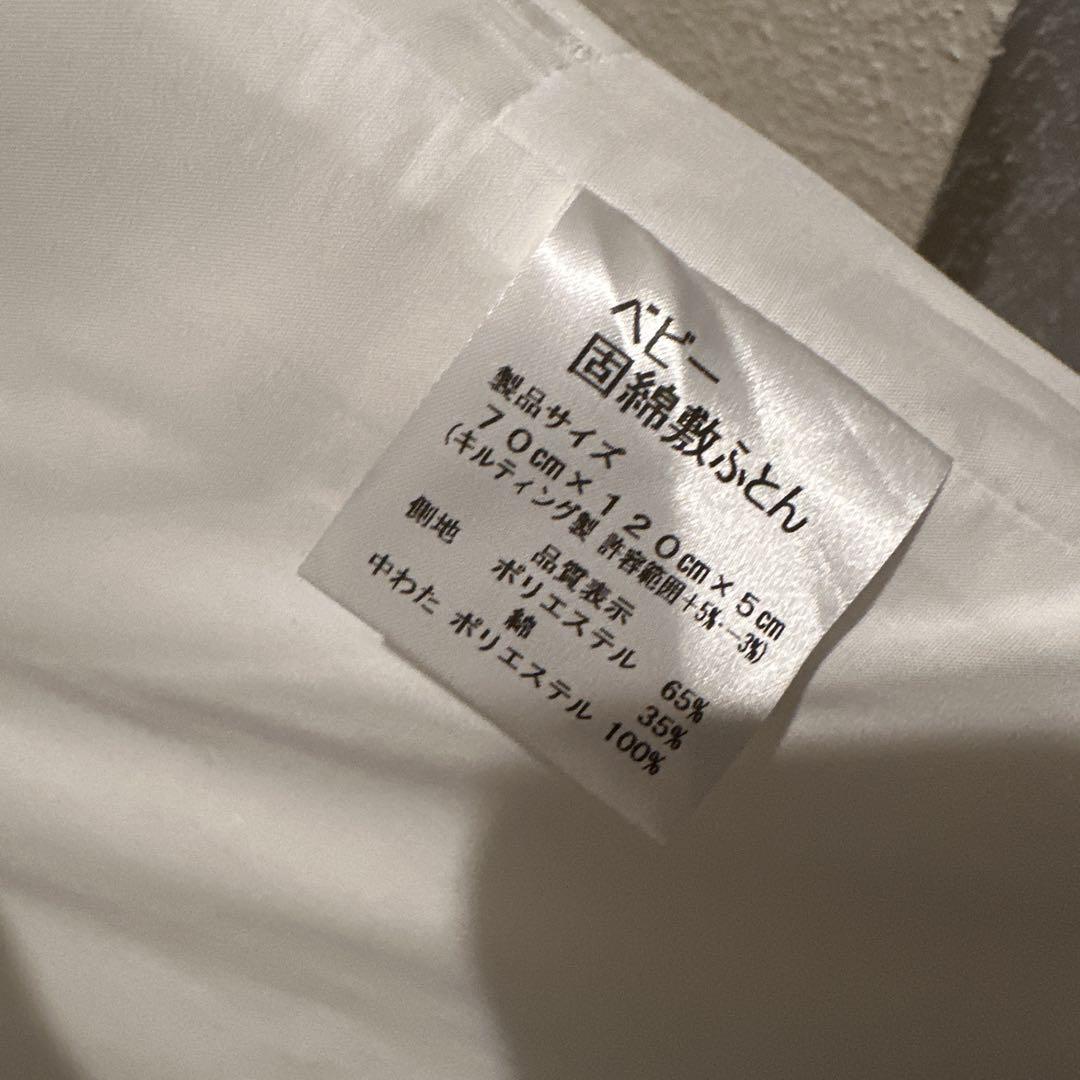 ベビー
固綿敷ふとん
製品サイズ
70cm×120cm×5cm
(キルティング製 許容範囲+5%・−3%)
品質表示
側地 ポリエステル 65%
綿 35%
中わた ポリエステル 100%